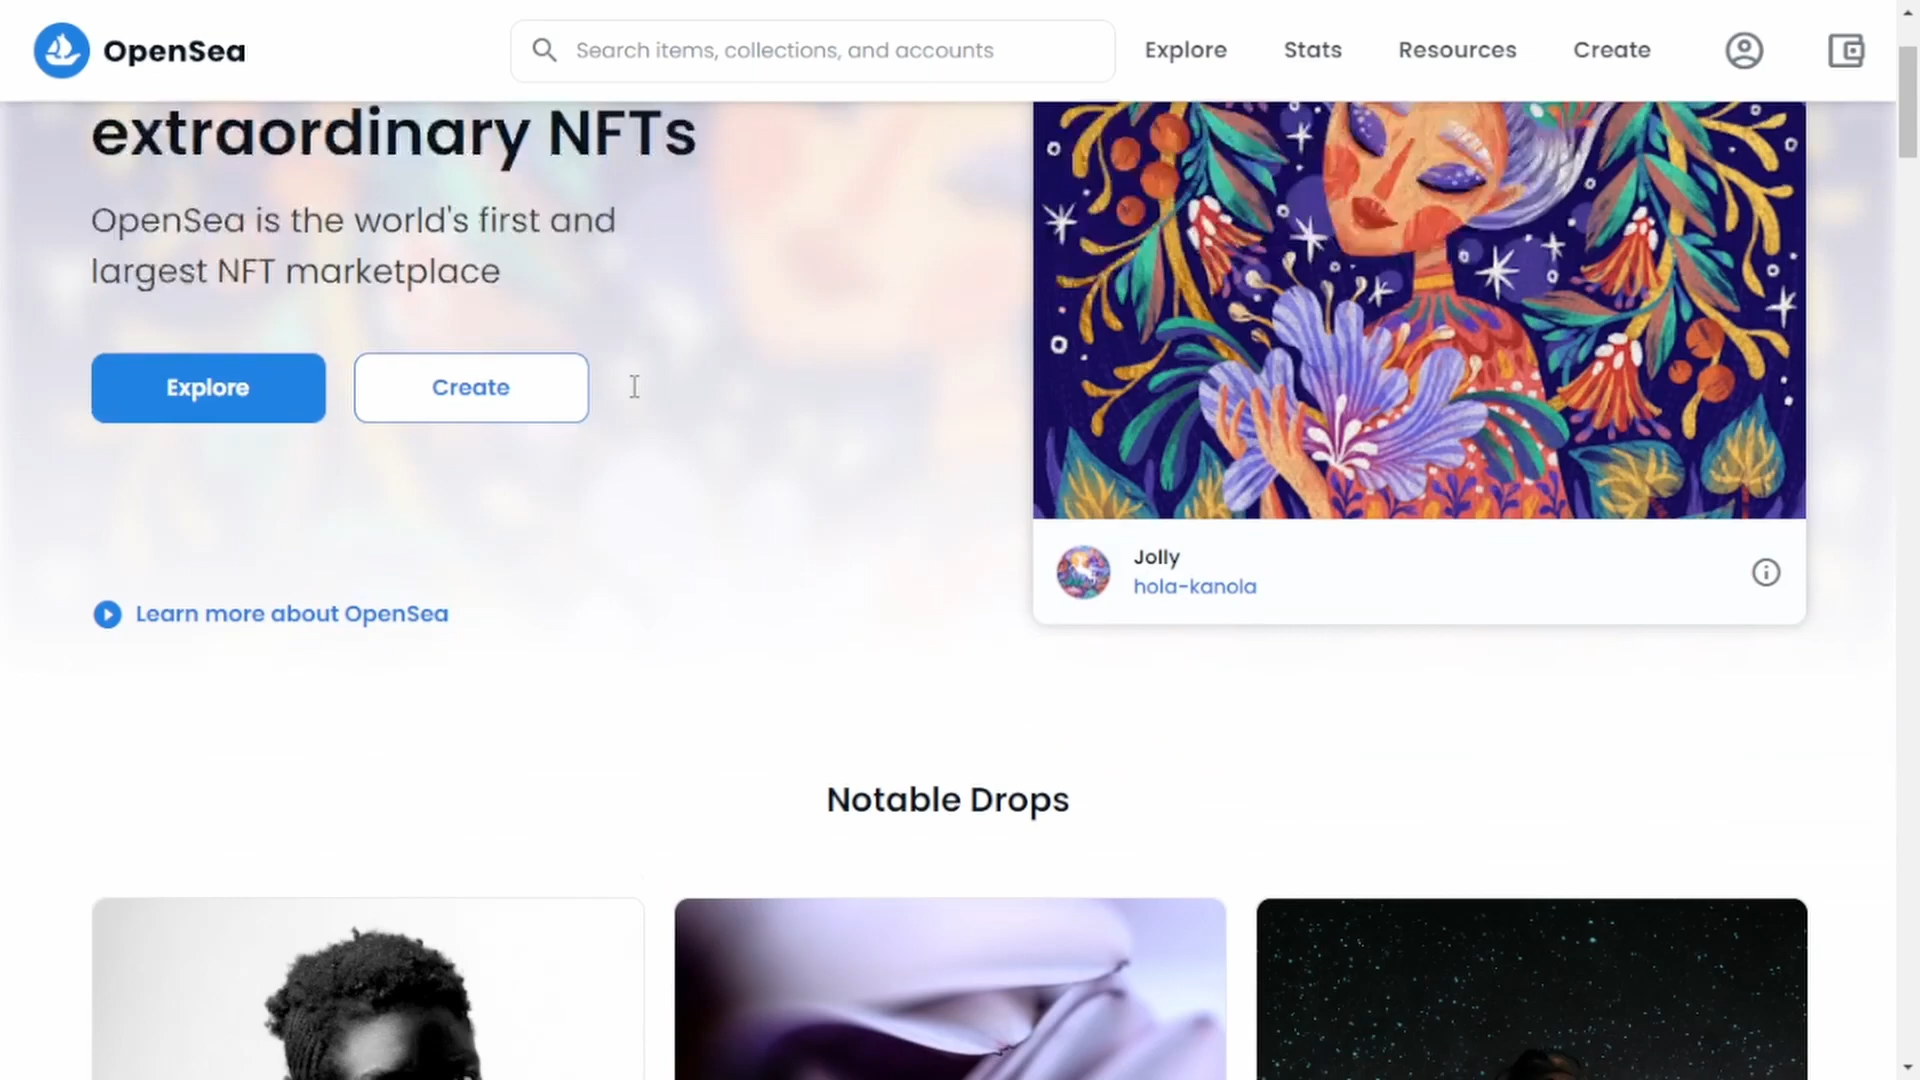 OpenSea
Search items, collections, and accounts
Explore
Stats
Resources
Create
extraordinary NFTs
OpenSea is the world's first and
largest NFT marketplace
Explore
Create
Learn more about OpenSea
Jolly
hola-kanola
Notable Drops